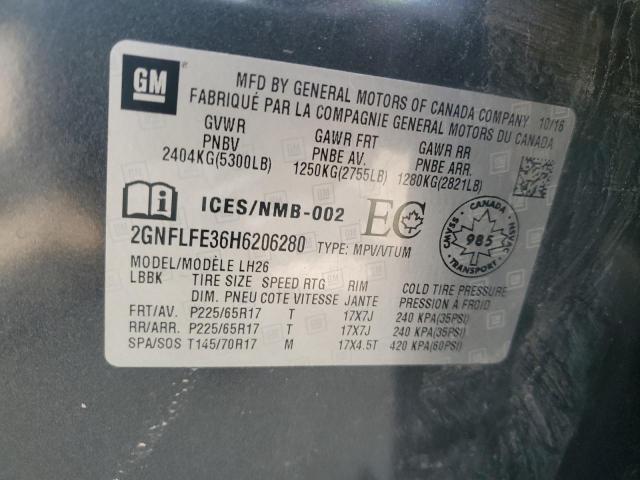 GM
MFD BY GENERAL MOTORS OF CANADA COMPANY 10/16
FABRIQUÉ PAR LA COMPAGNIE GENERAL MOTORS DU CANADA
GVWR GAWR FRT GAWR RR
PNBV PNBE AV. PNBE ARR.
2404KG(5300LB) 1250KG(2755LB) 1280KG(2821LB)
ICES/NMB-002 EC
CANADA
CMVSS 985 NSVAC
TRANSPORT
2GNFLFE36H6206280 TYPE: MPV/VTUM
MODEL/MODÈLE LH26
LBBK TIRE SIZE SPEED RTG RIM COLD TIRE PRESSURE
DIM. PNEU COTE VITESSE JANTE PRESSION À FROID
FRT/AV. P225/65R17 T 17X7J 240 KPA(35PSI)
RR/ARR. P225/65R17 T 17X7J 240 KPA(35PSI)
SPA/SOS T145/70R17 M 17X4.5T 420 KPA(60PSI)